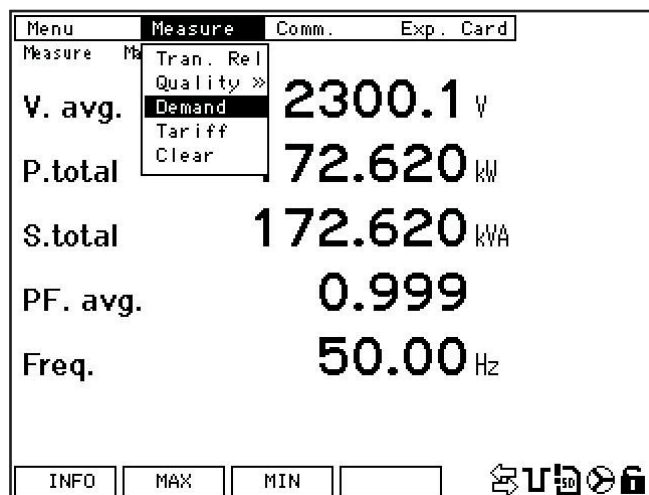 Menu Measure Comm. Exp. Card
Measure
Tran. Rel
Quality »
Demand
Tariff
Clear
V. avg. 2300.1 V
P.total 72.620 kW
S.total 172.620 kVA
PF. avg. 0.999
Freq. 50.00 Hz
INFO MAX MIN
SD